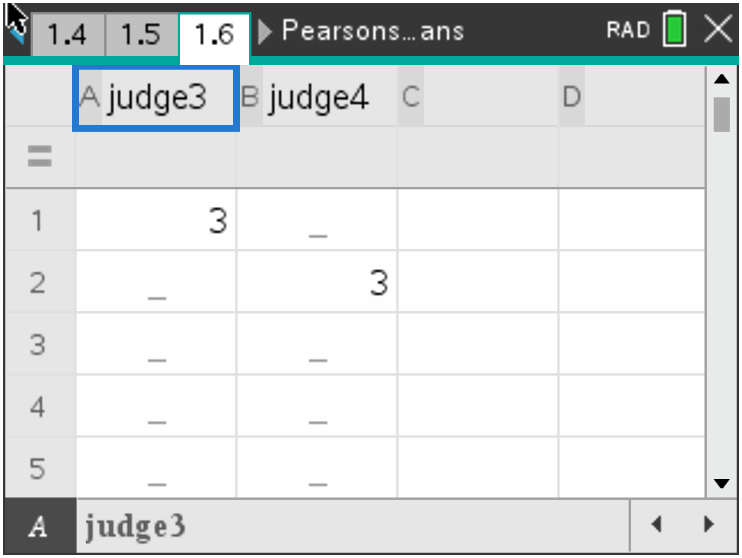 1.4 1.5 1.6 Pearsons...ans RAD
A judge3 B judge4 C D
=
1 3 _
2 _ 3
3 _ _
4 _ _
5 _ _
A judge3